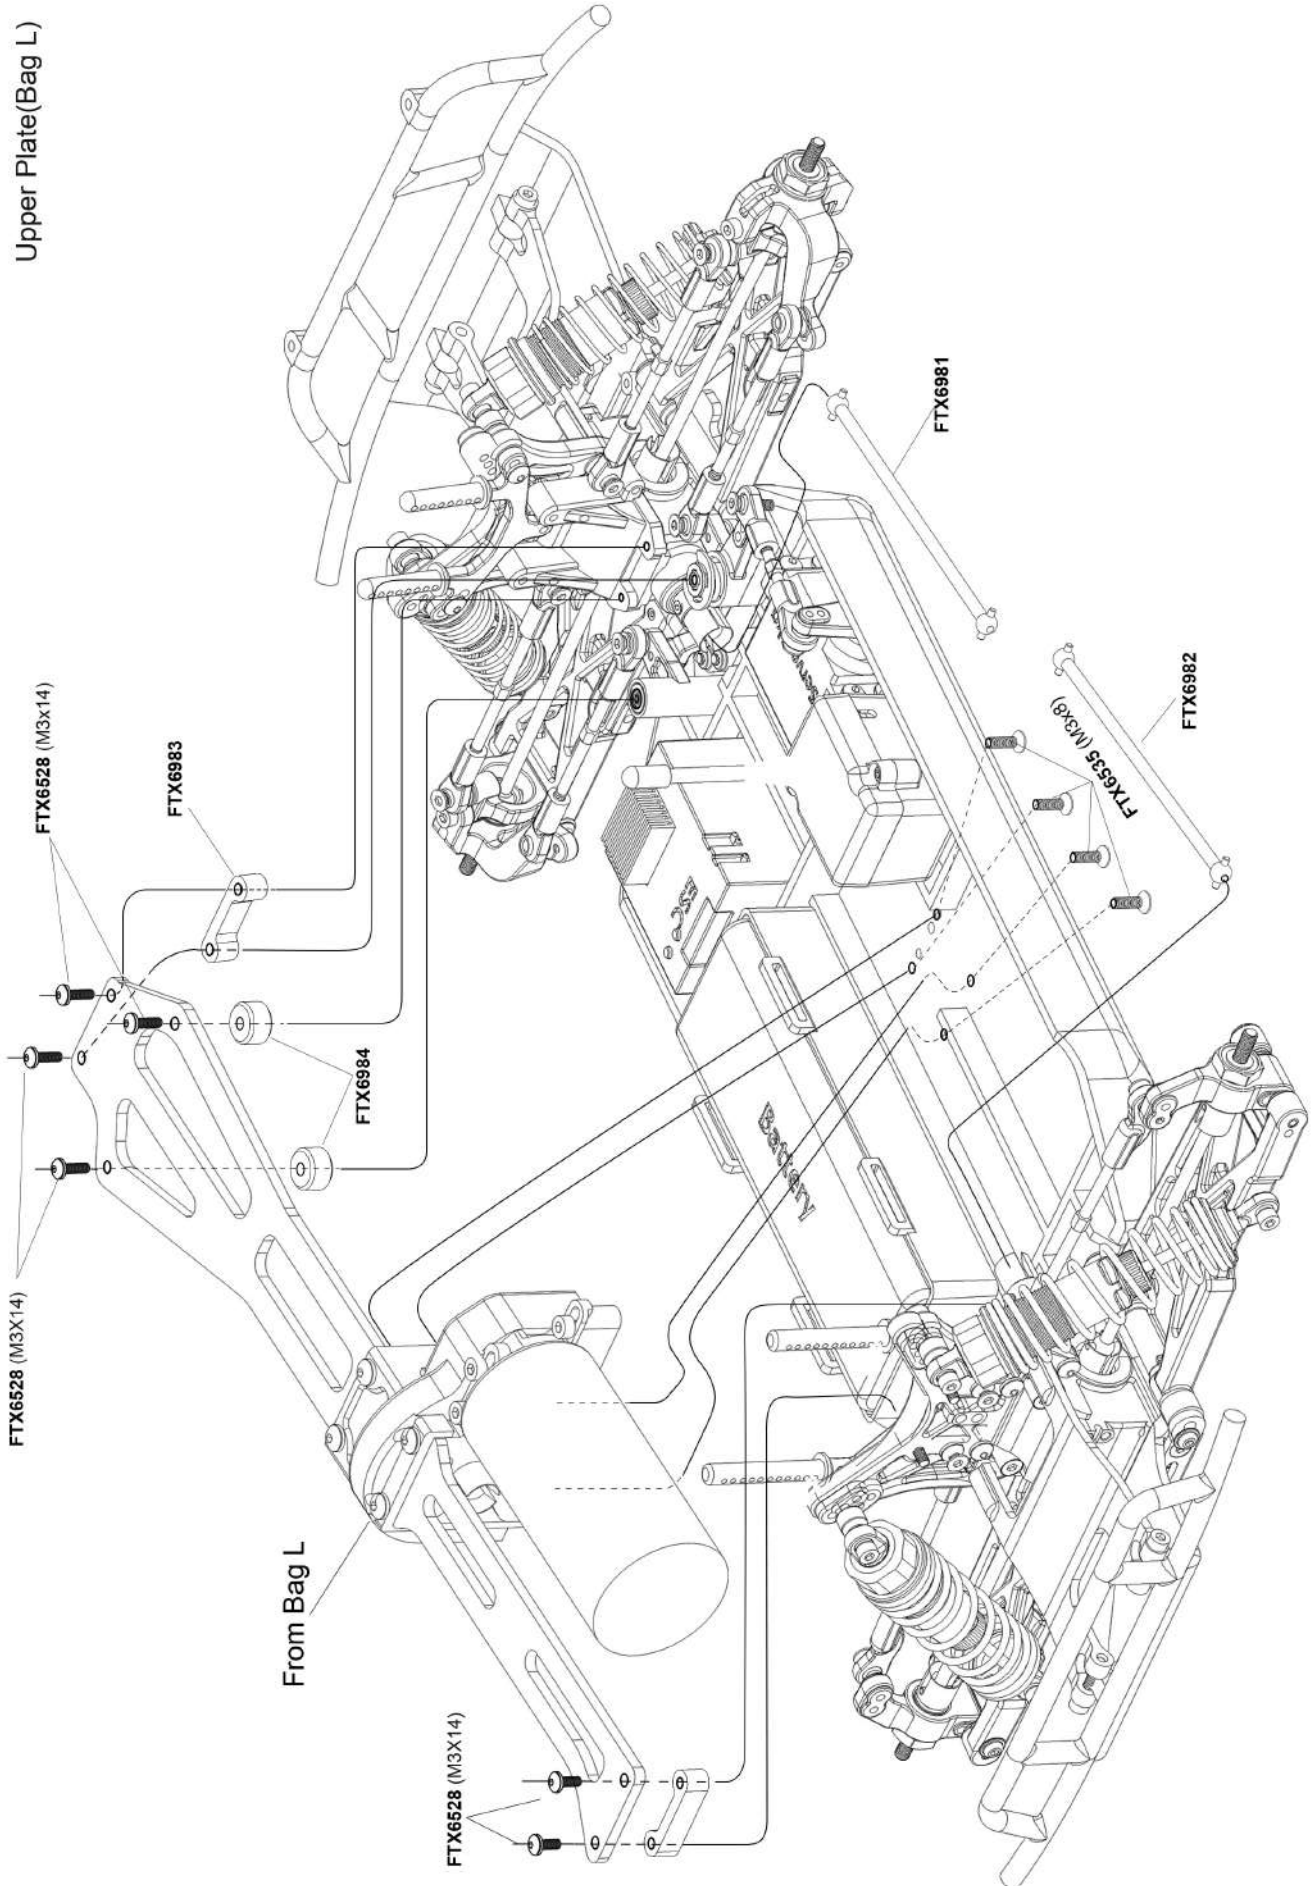 Upper Plate(Bag L)
FTX6528 (M3x14)
FTX6983
FTX6981
FTX6528 (M3X14)
FTX6984
FTX6982
FTX6535 (M3x8)
From Bag L
Battery
ESC
FTX6528 (M3X14)